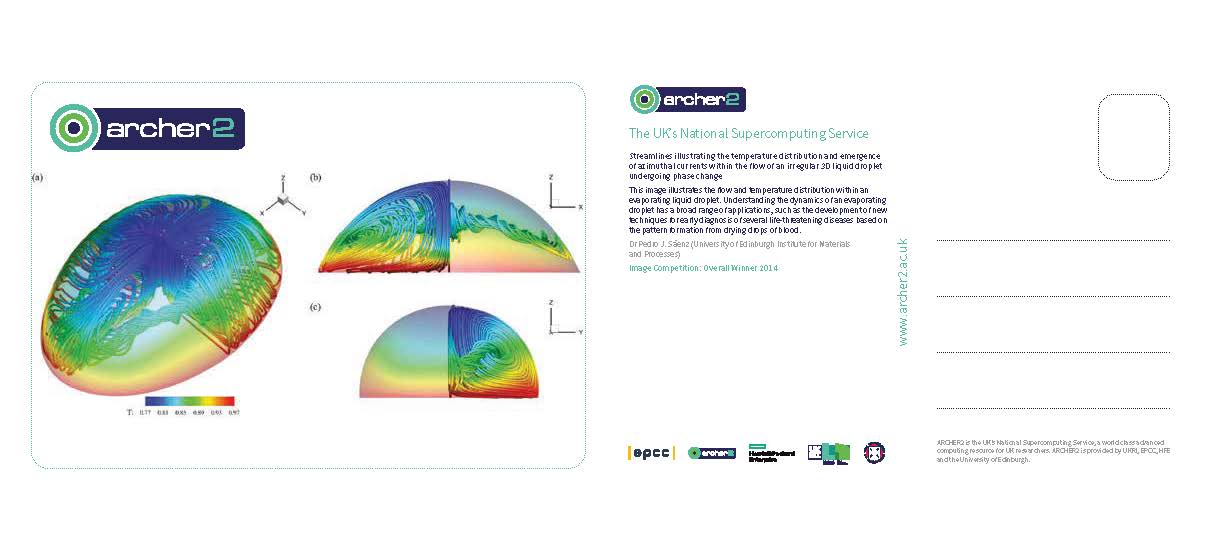 archer2
(a)
Z
X
Y
T:
0.77 0.81 0.85 0.89 0.93 0.97
(b)
Z
X
(c)
Z
Y
archer2
The UK's National Supercomputing Service
Streamlines illustrating the temperature distribution and emergence
of azimuthal currents within the flow of an irregular 3D liquid droplet
undergoing phase change
This image illustrates the flow and temperature distribution within an
evaporating liquid droplet. Understanding the dynamics of an evaporating
droplet has a broad range of applications, such as the development of new
techniques for early diagnosis of several life-threatening diseases based on
the pattern formation from drying drops of blood.
Dr Pedro J. Sáenz (University of Edinburgh Institute for Materials
and Processes)
Image Competition: Overall Winner 2014
www.archer2.ac.uk
epcc
archer2
Hewlett Packard
Enterprise
UK
ARCHER2 is the UK's National Supercomputing Service, a world class advanced
computing resource for UK researchers. ARCHER2 is provided by UKRI, EPCC, HPE
and the University of Edinburgh.